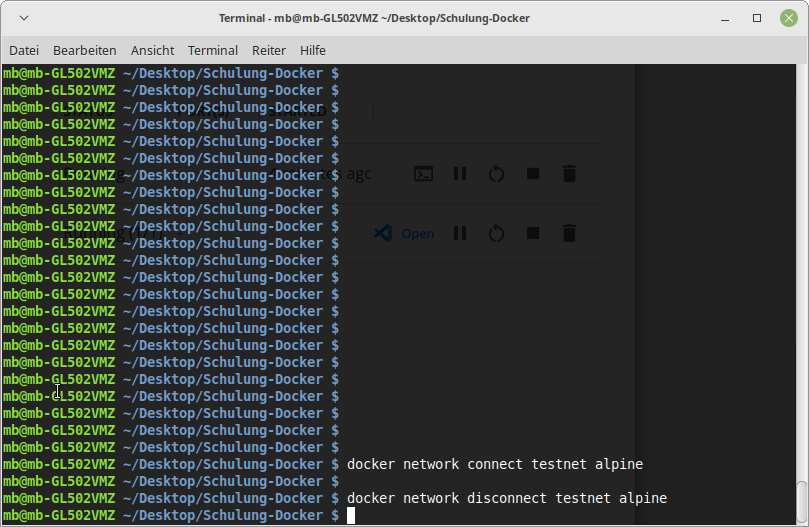 Terminal - mb@mb-GL502VMZ ~/Desktop/Schulung-Docker
Datei Bearbeiten Ansicht Terminal Reiter Hilfe
mb@mb-GL502VMZ ~/Desktop/Schulung-Docker $
mb@mb-GL502VMZ ~/Desktop/Schulung-Docker $
mb@mb-GL502VMZ ~/Desktop/Schulung-Docker $
mb@mb-GL502VMZ ~/Desktop/Schulung-Docker $
mb@mb-GL502VMZ ~/Desktop/Schulung-Docker $
mb@mb-GL502VMZ ~/Desktop/Schulung-Docker $
mb@mb-GL502VMZ ~/Desktop/Schulung-Docker $
mb@mb-GL502VMZ ~/Desktop/Schulung-Docker $
mb@mb-GL502VMZ ~/Desktop/Schulung-Docker $
mb@mb-GL502VMZ ~/Desktop/Schulung-Docker $
Open
mb@mb-GL502VMZ ~/Desktop/Schulung-Docker $
mb@mb-GL502VMZ ~/Desktop/Schulung-Docker $
mb@mb-GL502VMZ ~/Desktop/Schulung-Docker $
mb@mb-GL502VMZ ~/Desktop/Schulung-Docker $
mb@mb-GL502VMZ ~/Desktop/Schulung-Docker $
mb@mb-GL502VMZ ~/Desktop/Schulung-Docker $
mb@mb-GL502VMZ ~/Desktop/Schulung-Docker $
mb@mb-GL502VMZ ~/Desktop/Schulung-Docker $
mb@mb-GL502VMZ ~/Desktop/Schulung-Docker $
mb@mb-GL502VMZ ~/Desktop/Schulung-Docker $
mb@mb-GL502VMZ ~/Desktop/Schulung-Docker $
mb@mb-GL502VMZ ~/Desktop/Schulung-Docker $
mb@mb-GL502VMZ ~/Desktop/Schulung-Docker $
mb@mb-GL502VMZ ~/Desktop/Schulung-Docker $ docker network connect testnet alpine
mb@mb-GL502VMZ ~/Desktop/Schulung-Docker $
mb@mb-GL502VMZ ~/Desktop/Schulung-Docker $ docker network disconnect testnet alpine
mb@mb-GL502VMZ ~/Desktop/Schulung-Docker $